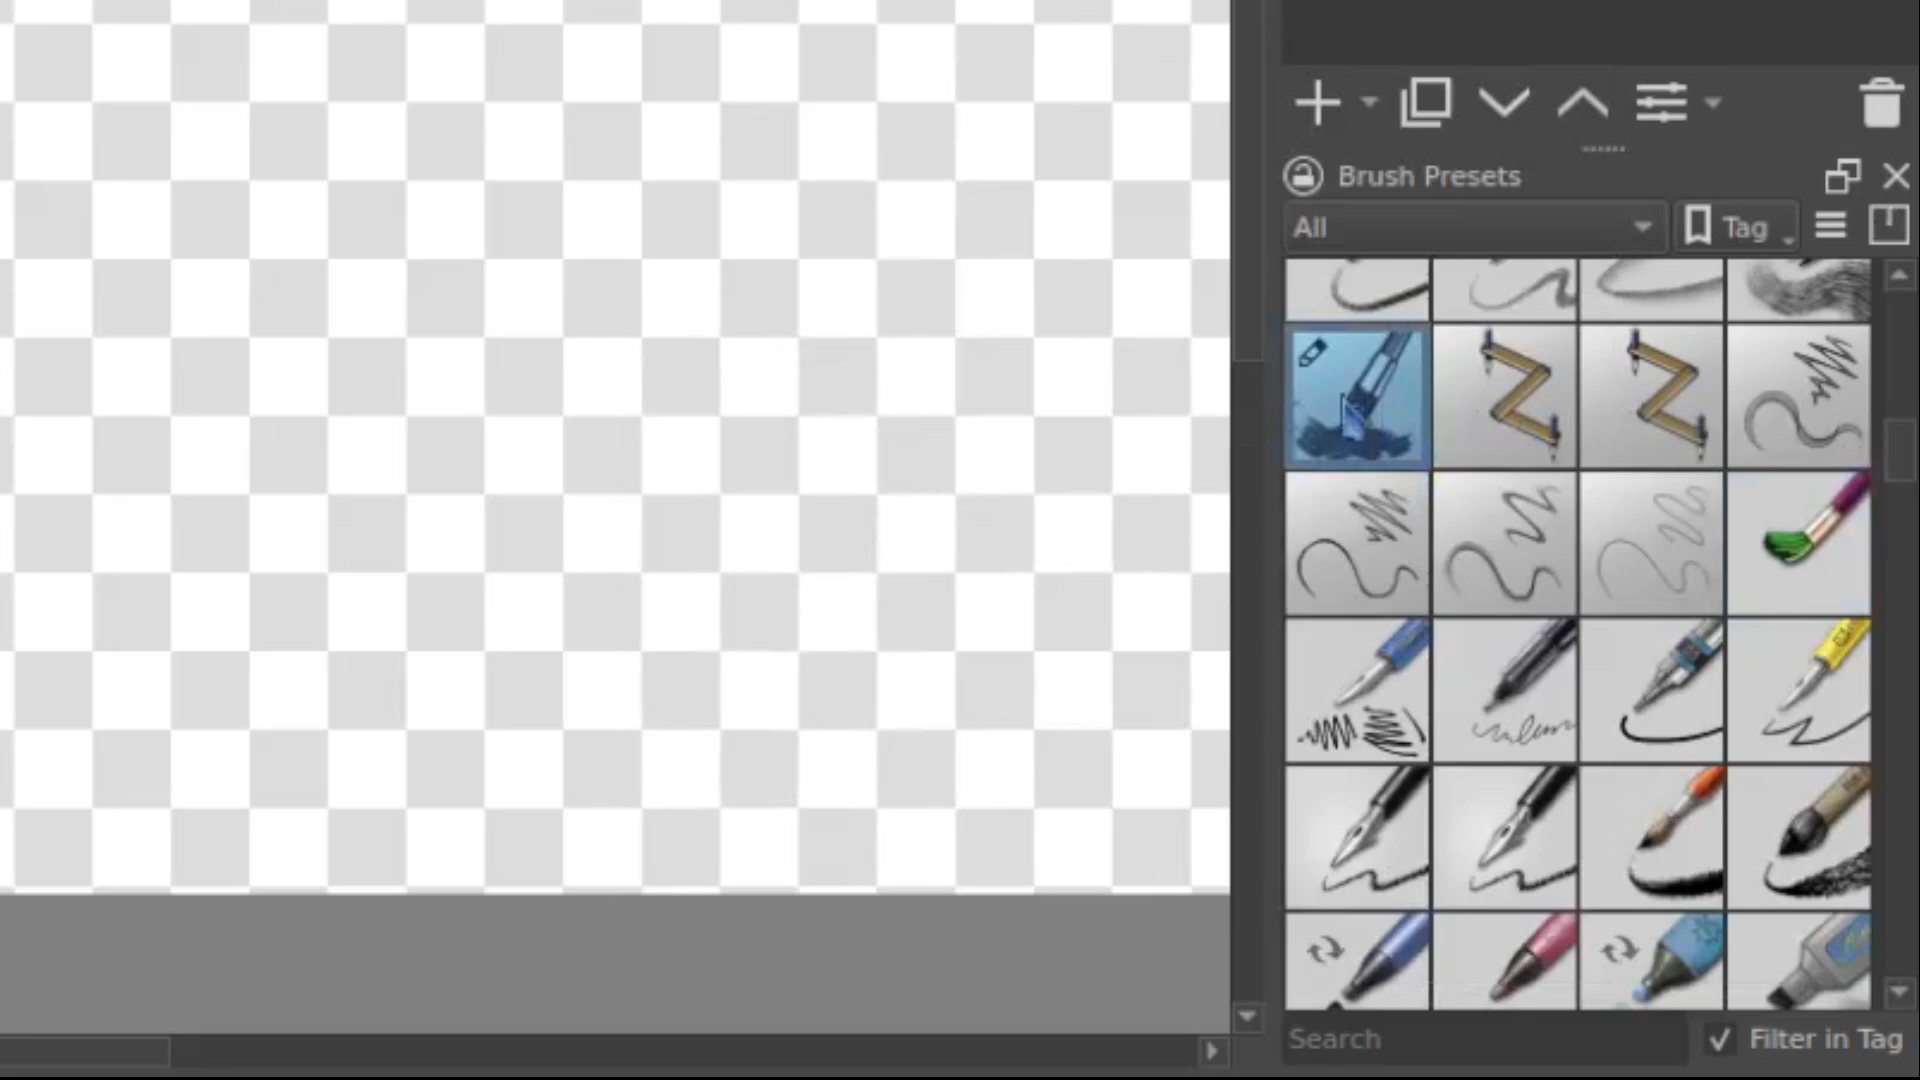 Brush Presets
All
Tag
Search
Filter in Tag